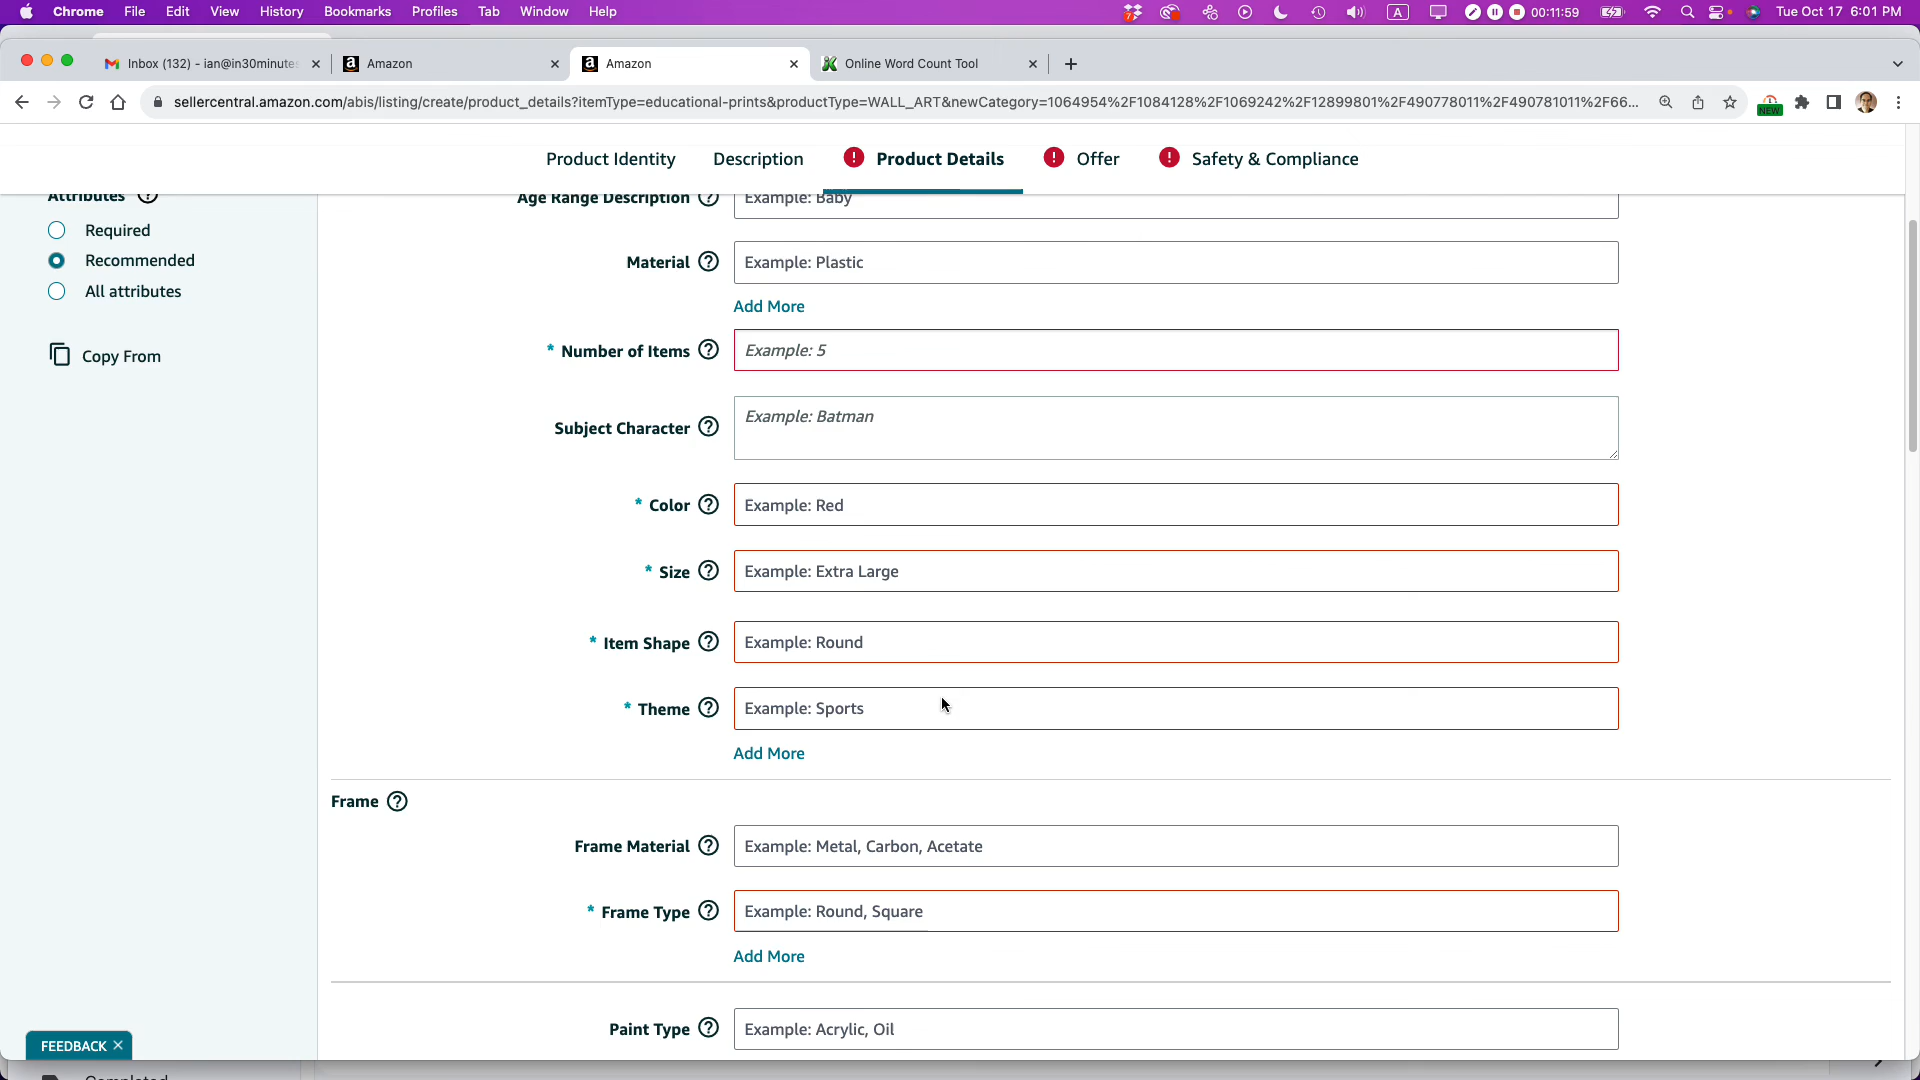 Chrome File Edit View History Bookmarks Profiles Tab Window Help 7 A 00:11:59 Tue Oct 17 6:01 PM
Inbox (132) - ian@in30minutes Amazon Amazon Online Word Count Tool
sellercentral.amazon.com/abis/listing/create/product_details?itemType=educational-prints&productType=WALL_ART&newCategory=1064954%2F1084128%2F1069242%2F12899801%2F490778011%2F490781011%2F66... NEW
Product Identity Description ! Product Details ! Offer ! Safety & Compliance
Attributes ?
Required
Recommended
All attributes
Copy From
Age Range Description ? Example: Baby
Material ? Example: Plastic
Add More
* Number of Items ? Example: 5
Subject Character ? Example: Batman
* Color ? Example: Red
* Size ? Example: Extra Large
* Item Shape ? Example: Round
* Theme ? Example: Sports
Add More
Frame ?
Frame Material ? Example: Metal, Carbon, Acetate
* Frame Type ? Example: Round, Square
Add More
Paint Type ? Example: Acrylic, Oil
FEEDBACK ×
Completed